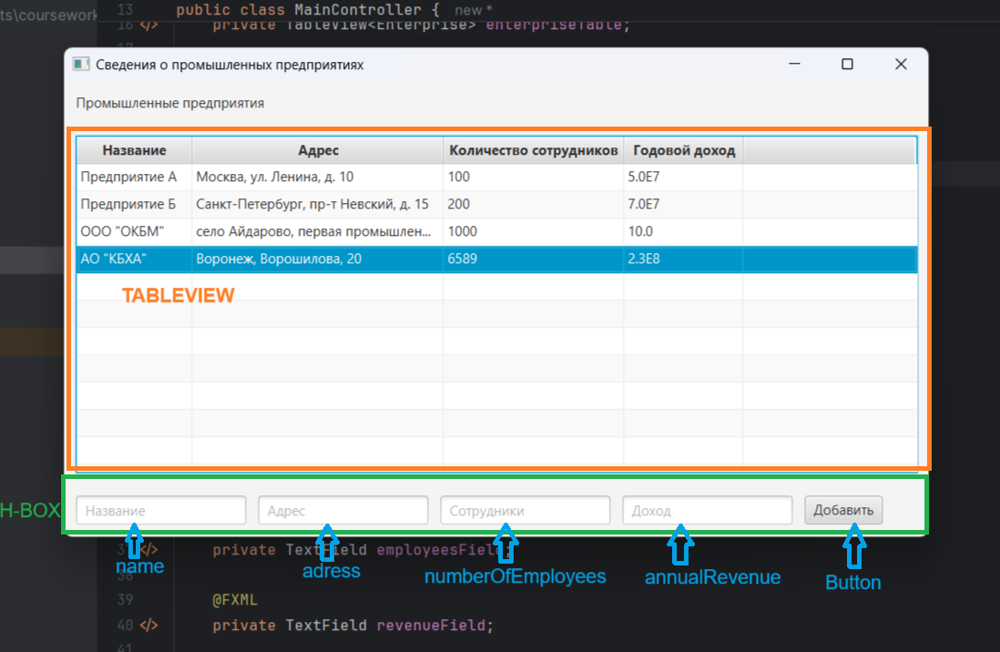 ts\coursework
13 public class MainController { new *
16 </> private TableView<Enterprise> enterpriseTable;
17
Сведения о промышленных предприятиях
Промышленные предприятия
Название Адрес Количество сотрудников Годовой доход
Предприятие А Москва, ул. Ленина, д. 10 100 5.0E7
Предприятие Б Санкт-Петербург, пр-т Невский, д. 15 200 7.0E7
ООО "ОКБМ" село Айдарово, первая промышлен... 1000 10.0
АО "КБХА" Воронеж, Ворошилова, 20 6589 2.3E8
TABLEVIEW
H-BOX
Название Адрес Сотрудники Доход Добавить
37 </> private TextField employeesField;
name adress numberOfEmployees annualRevenue Button
38
39 @FXML
40 </> private TextField revenueField;
41